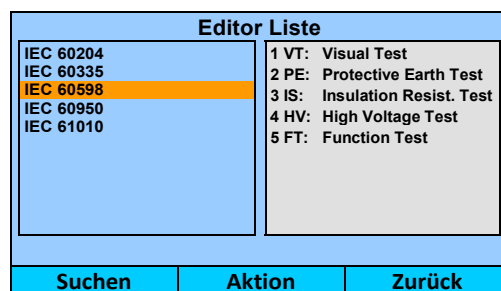 Editor Liste
IEC 60204
IEC 60335
IEC 60598
IEC 60950
IEC 61010
1 VT: Visual Test
2 PE: Protective Earth Test
3 IS: Insulation Resist. Test
4 HV: High Voltage Test
5 FT: Function Test
Suchen
Aktion
Zurück